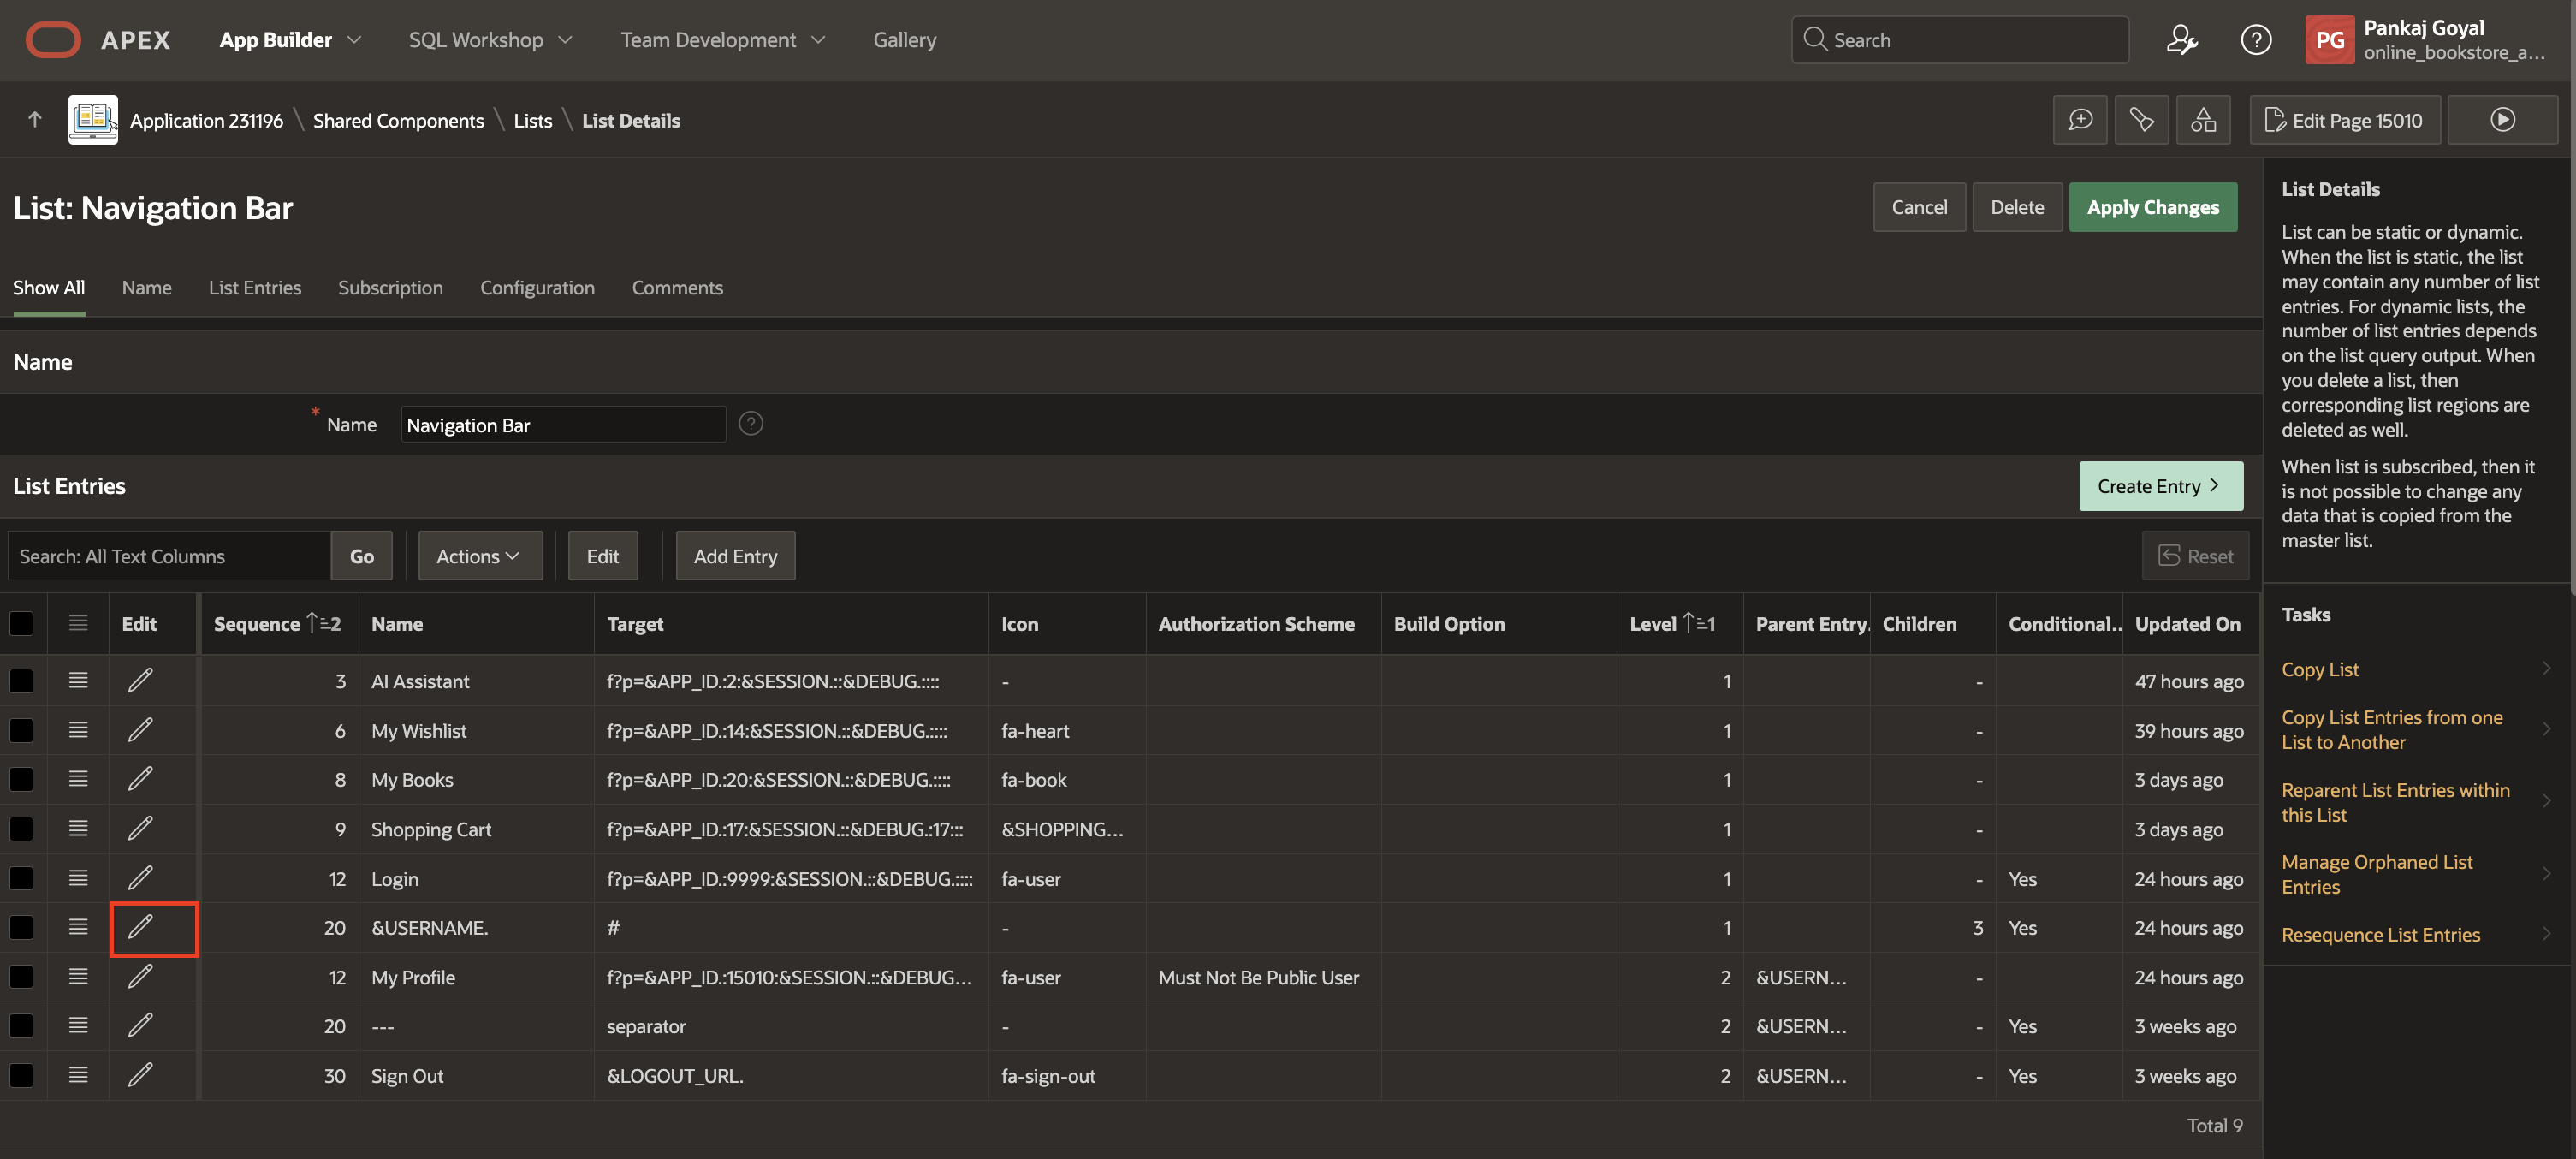 APEX App Builder SQL Workshop Team Development Gallery Search PG Pankaj Goyal
online_bookstore_a...
Application 231196 \ Shared Components \ Lists \ List Details Edit Page 15010
List: Navigation Bar Cancel Delete Apply Changes
Show All Name List Entries Subscription Configuration Comments
Name
* Name Navigation Bar ?
List Entries Create Entry >
Search: All Text Columns Go Actions Edit Add Entry Reset
Edit Sequence 2 Name Target Icon Authorization Scheme Build Option Level 1 Parent Entry. Children Conditional.. Updated On
3 AI Assistant f?p=&APP_ID.:2:&SESSION.::&DEBUG.:::: - 1 - 47 hours ago
6 My Wishlist f?p=&APP_ID.:14:&SESSION.::&DEBUG.:::: fa-heart 1 - 39 hours ago
8 My Books f?p=&APP_ID.:20:&SESSION.::&DEBUG.:::: fa-book 1 - 3 days ago
9 Shopping Cart f?p=&APP_ID.:17:&SESSION.::&DEBUG.:17::: &SHOPPING... 1 - 3 days ago
12 Login f?p=&APP_ID.:9999:&SESSION.::&DEBUG.:::: fa-user 1 - Yes 24 hours ago
20 &USERNAME. # - 1 3 Yes 24 hours ago
12 My Profile f?p=&APP_ID.:15010:&SESSION.::&DEBUG... fa-user Must Not Be Public User 2 &USERN... - 24 hours ago
20 --- separator - 2 &USERN... - Yes 3 weeks ago
30 Sign Out &LOGOUT_URL. fa-sign-out 2 &USERN... - Yes 3 weeks ago
Total 9
List Details
List can be static or dynamic.
When the list is static, the list
may contain any number of list
entries. For dynamic lists, the
number of list entries depends
on the list query output. When
you delete a list, then
corresponding list regions are
deleted as well.
When list is subscribed, then it
is not possible to change any
data that is copied from the
master list.
Tasks
Copy List
Copy List Entries from one
List to Another
Reparent List Entries within
this List
Manage Orphaned List
Entries
Resequence List Entries